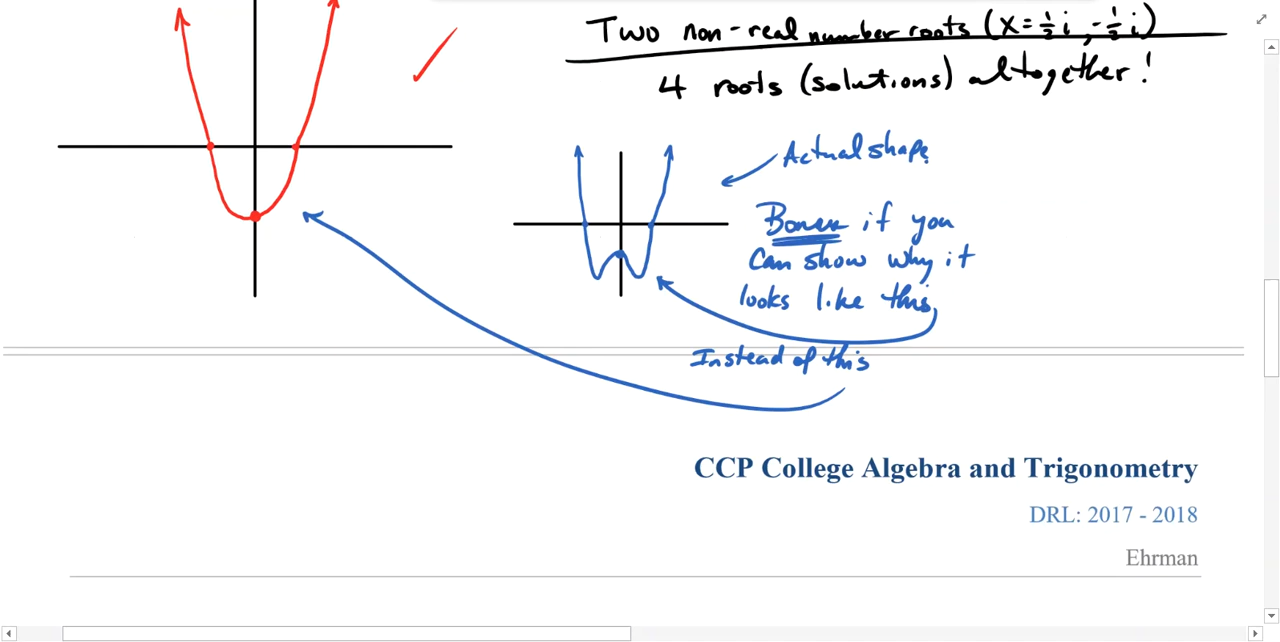 Two non-real number roots (x=½i, -½i)
4 roots (solutions) altogether!
Actual shape
Bonus if you
can show why it
looks like this,
Instead of this
CCP College Algebra and Trigonometry
DRL: 2017 - 2018
Ehrman